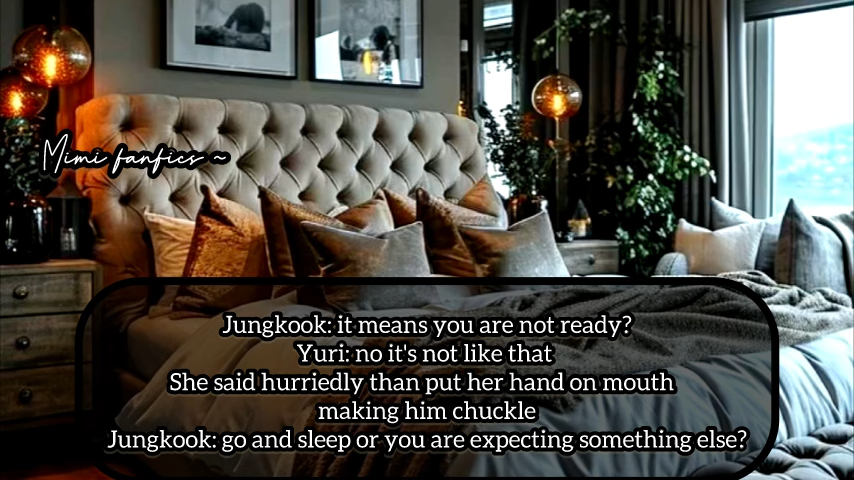 Mimi fanfics ~
Jungkook: it means you are not ready?
Yuri: no it's not like that
She said hurriedly than put her hand on mouth
making him chuckle
Jungkook: go and sleep or you are expecting something else?